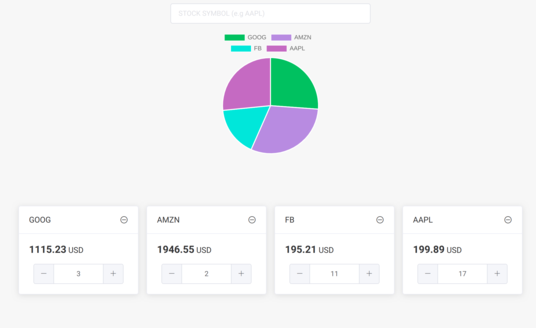 STOCK SYMBOL (e.g AAPL)
GOOG AMZN
FB AAPL
GOOG AMZN FB AAPL
1115.23 USD 1946.55 USD 195.21 USD 199.89 USD
− 3 + − 2 + − 11 + − 17 +